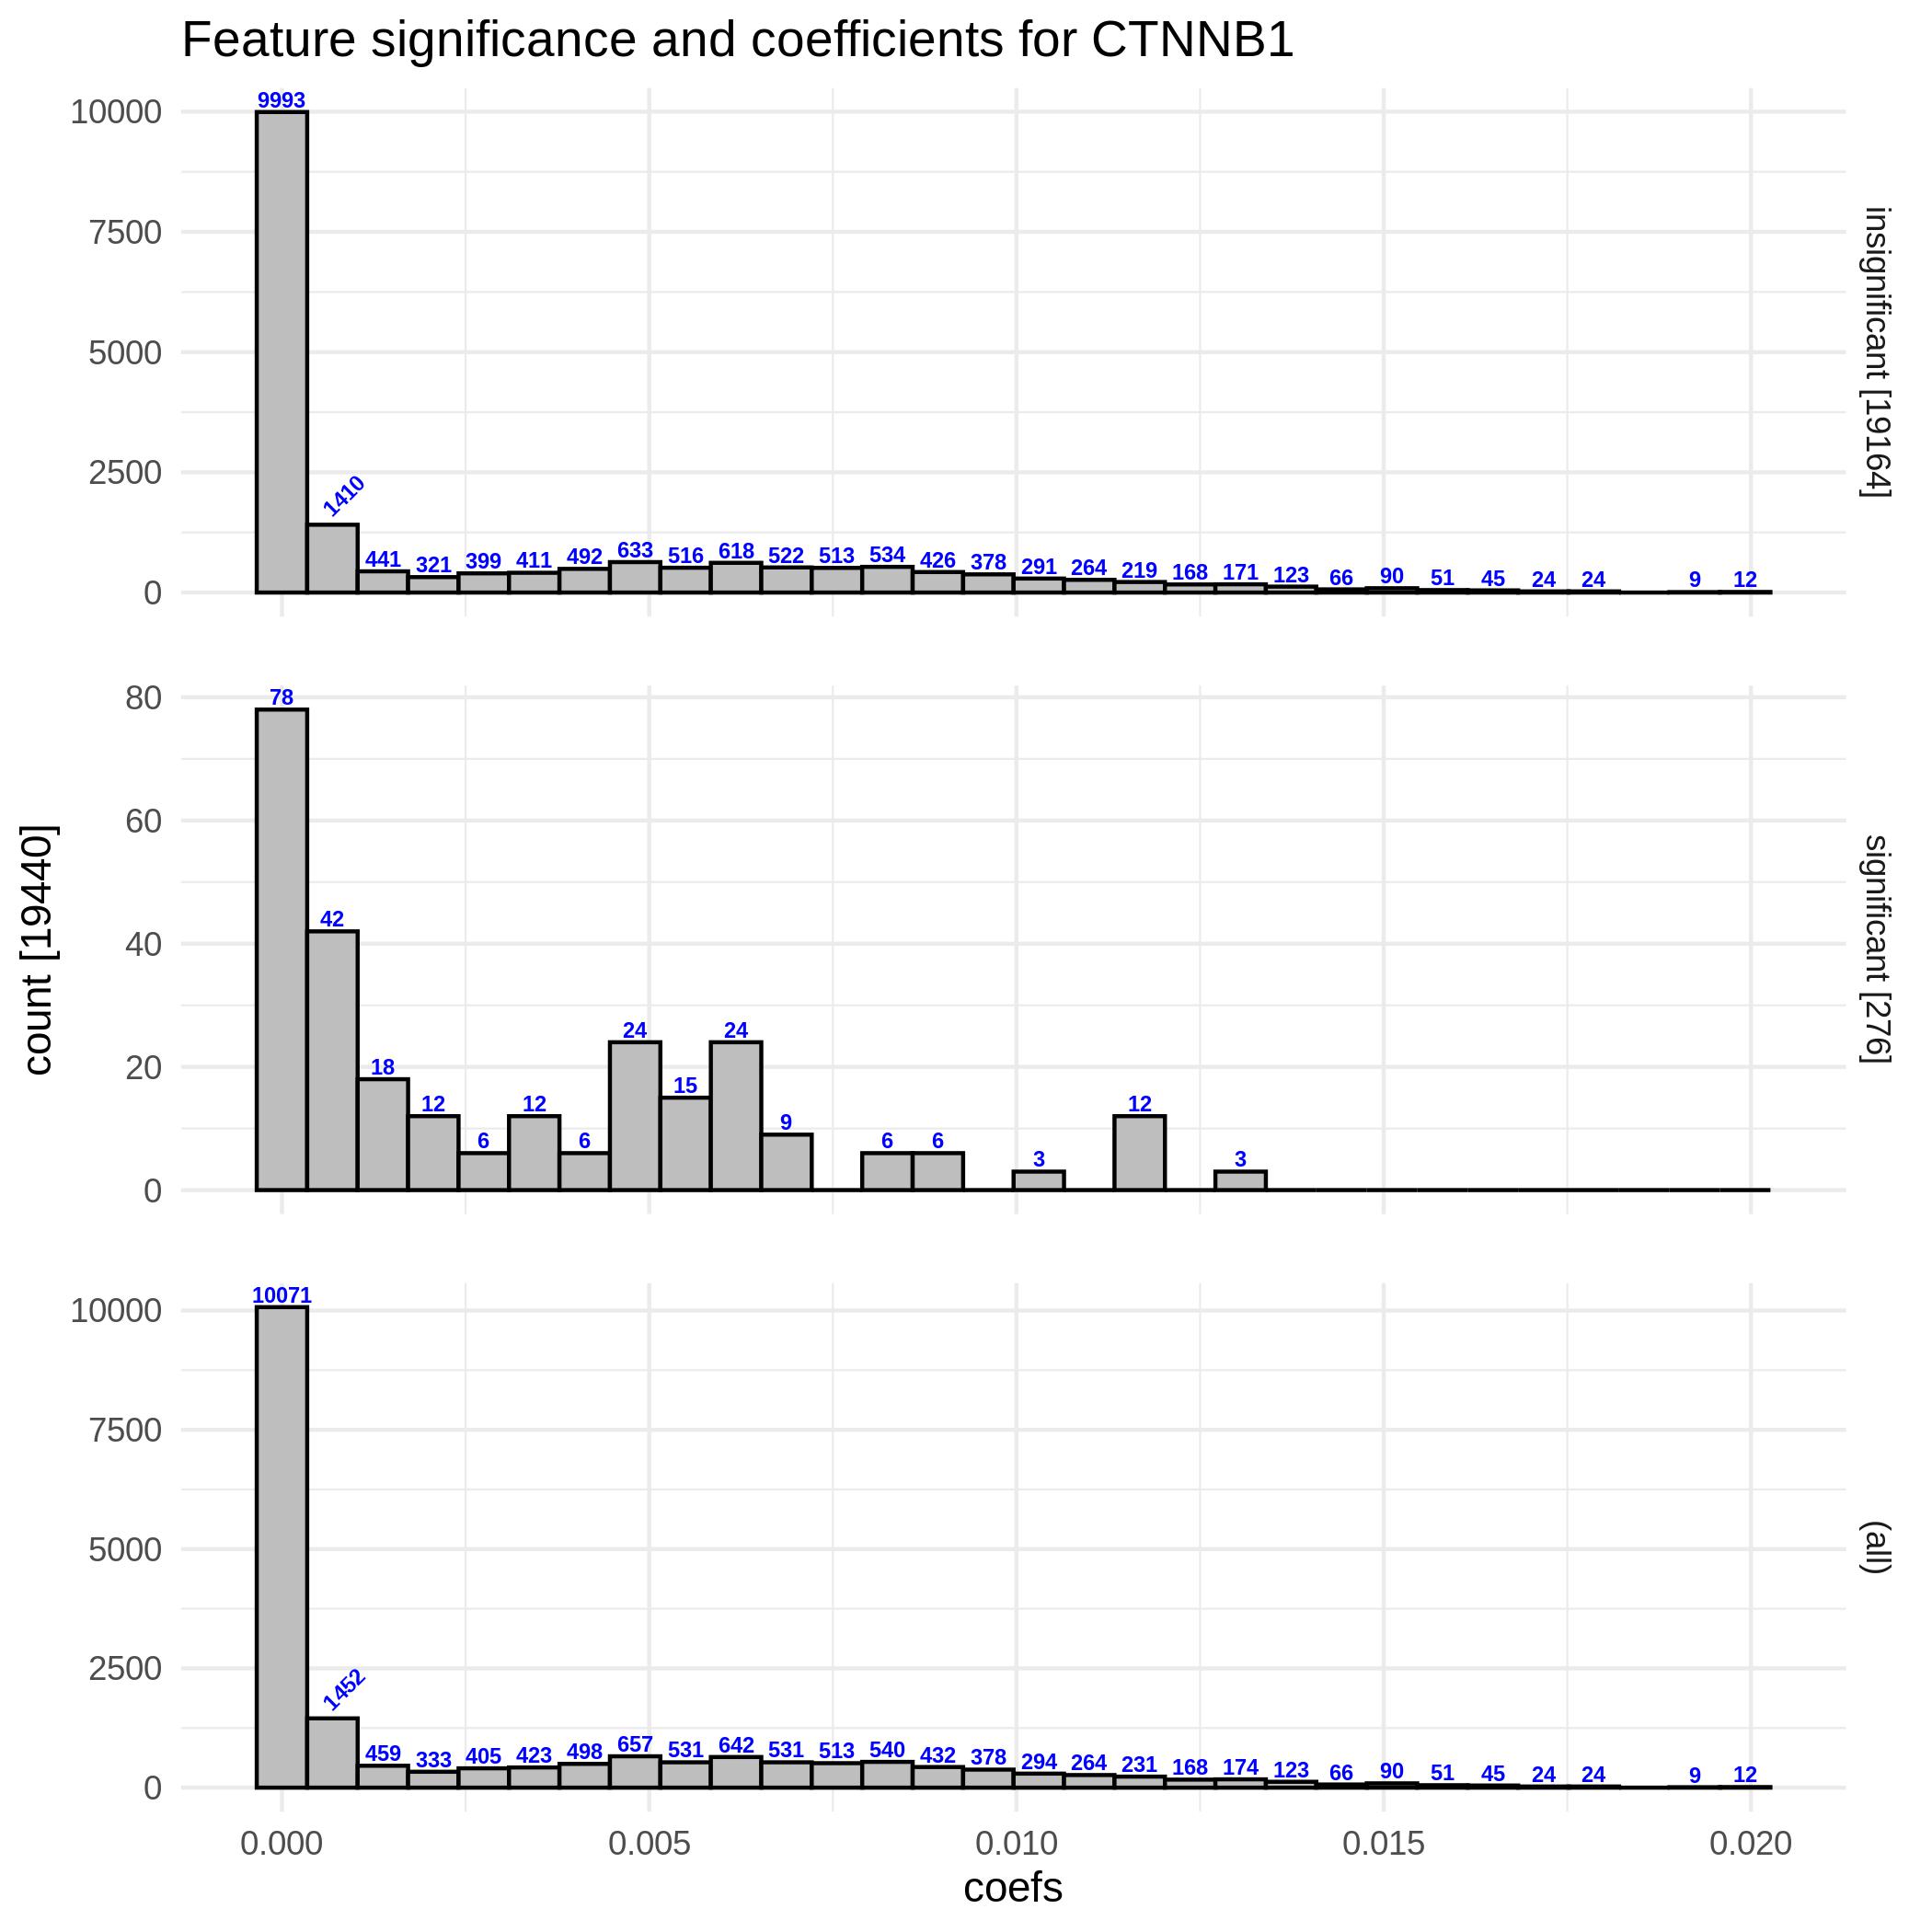 Feature significance and coefficients for CTNNB1
10000
7500
5000
2500
0
9993
1410
441 321 399 411 492 633 516 618 522 513 534 426 378 291 264 219 168 171 123 66 90 51 45 24 24 9 12
insignificant [19164]
count [19440]
80
60
40
20
0
78 42 18 12 6 12 6 24 15 24 9 6 6 3 12 3
significant [276]
10000
7500
5000
2500
0
10071
1452
459 333 405 423 498 657 531 642 531 513 540 432 378 294 264 231 168 174 123 66 90 51 45 24 24 9 12
(all)
0.000 0.005 0.010 0.015 0.020
coefs